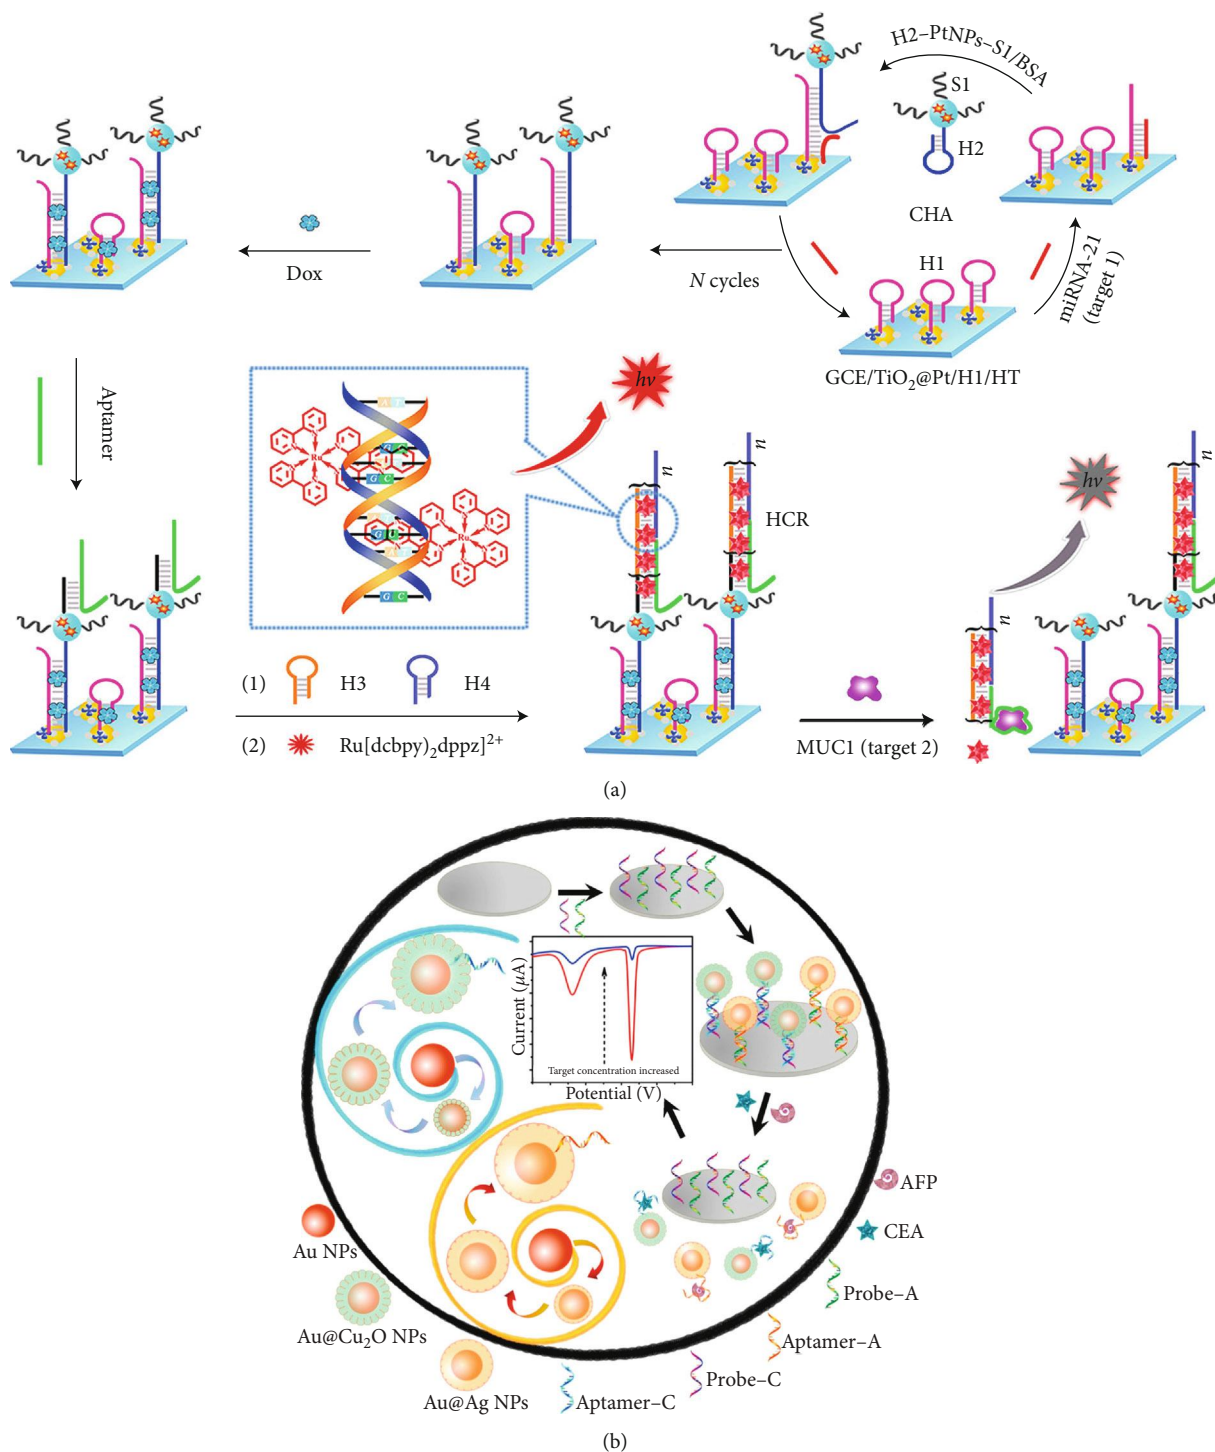 H2–PtNPs–S1/BSA
S1
H2
CHA
Dox
N cycles
H1
miRNA-21
(target 1)
GCE/TiO₂@Pt/H1/HT
Aptamer
hν
A T
G C
Ru
Ru
G C
n
n
HCR
hν
n
n
(1)
H3
H4
(2)
Ru[dcbpy)₂dppz]²⁺
MUC1 (target 2)
(a)
Current (μA)
Target concentration increased
Potential (V)
AFP
CEA
Au NPs
Probe–A
Au@Cu₂O NPs
Aptamer–A
Probe–C
Au@Ag NPs
Aptamer–C
(b)